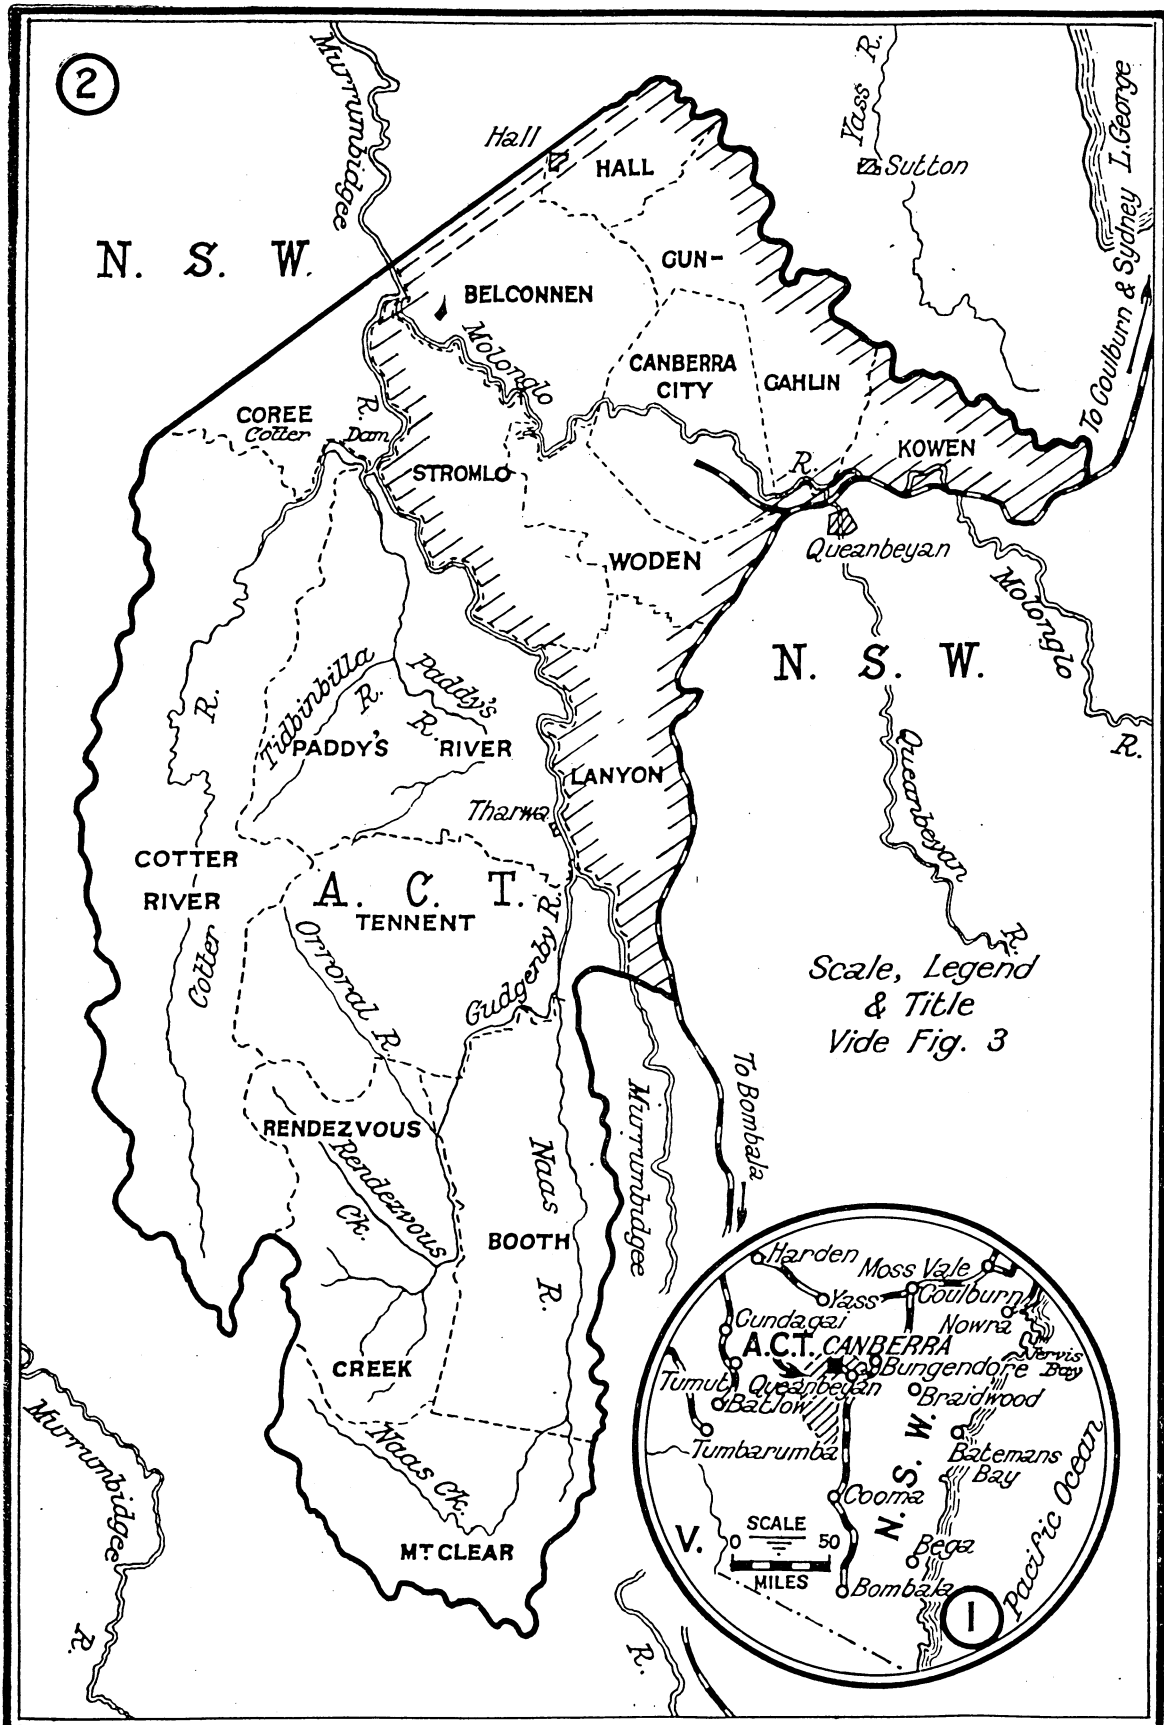 2
Murrumbidgee
Yass R.
L. George
Hall
HALL
Sutton
To Coulburn & Sydney
N. S. W.
GUN-
BELCONNEN
Molonglo
CANBERRA
CITY
GAHLIN
COREE
Cotter
R.
Dam
STROMLO
KOWEN
R.
WODEN
Queanbeyan
Molonglo
R.
N. S. W.
Tidbinbilla
R.
Paddy's
R.
R.
PADDY'S RIVER
Queanbeyan
R.
LANYON
Tharwa
COTTER
RIVER
A. C. T.
TENNENT
Cotter
Orroral R.
Gudgenby R.
Scale, Legend
& Title
Vide Fig. 3
To Bombala
Murrumbidgee
RENDEZVOUS
Rendezvous
Ck.
Naas
R.
BOOTH
CREEK
Naas Ck.
MT CLEAR
Murrumbidgee
R.
R.
Harden
Moss Vale
Yass
Coulburn
Cundagai
Nowra
A.C.T.
CANBERRA
Jervis
Bay
Bungendore
Tumut
Queanbeyan
Braidwood
Batlow
Tumbarumba
N. S. W.
Batemans
Bay
Pacific Ocean
Cooma
V.
SCALE
0 50
MILES
Bega
Bombala
1